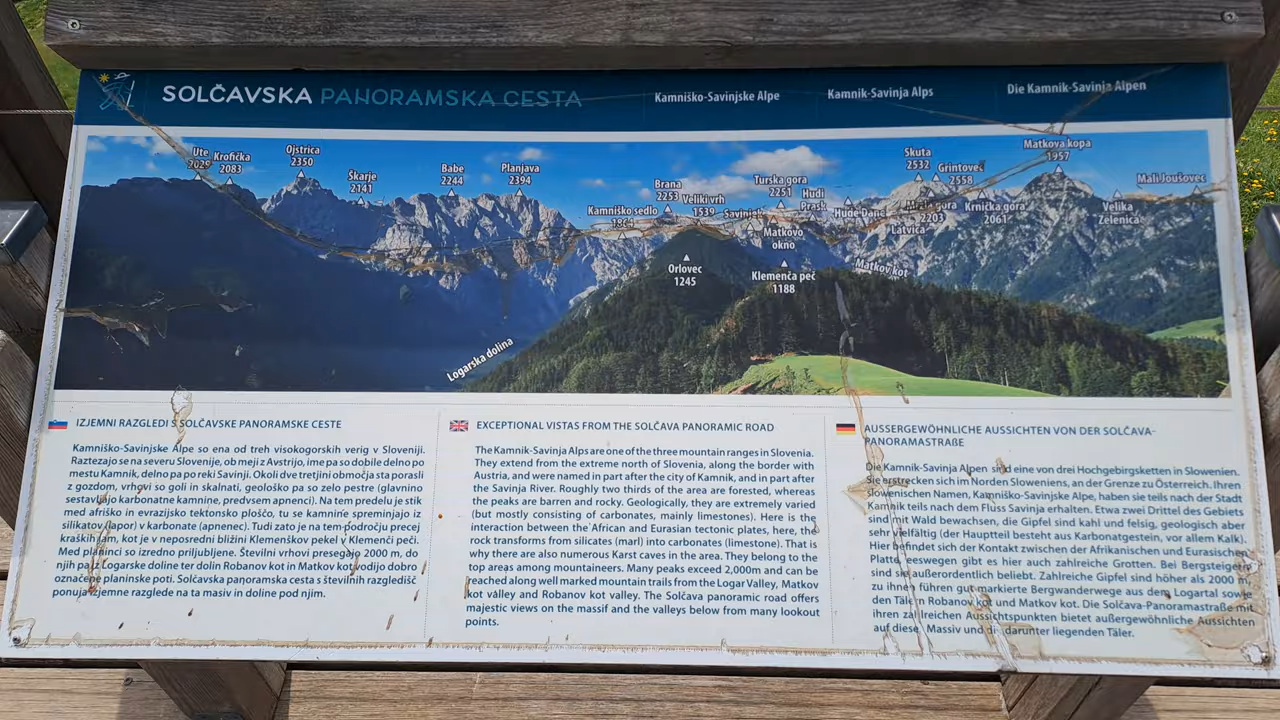 SOLČAVSKA PANORAMSKA CESTA
Kamniško-Savinjske Alpe
Kamnik-Savinja Alps
Die Kamnik-Savinja Alpen
Ute
2029
Krofička
2083
Ojstrica
2350
Škarje
2141
Babe
2244
Planjava
2394
Kamniško sedlo
Brana
2253
Veliki vrh
1539
Savinjsk
Turska gora
2251
Hudi
Prask
Matkovo
okno
Hude Dane
Skuta
2532
Grintovec
2558
Mrzla gora
2203
Latvica
Krnička gora
2061
Matkova kopa
1957
Velika
Zelenica
Mali Joušovec
Orlovec
1245
Klemenča peč
1188
Matkov kot
Logarska dolina
IZJEMNI RAZGLEDI S SOLČAVSKE PANORAMSKE CESTE
Kamniško-Savinjske Alpe so ena od treh visokogorskih verig v Sloveniji.
Raztezajo se na severu Slovenije, ob meji z Avstrijo, ime pa so dobile delno po
mestu Kamnik, delno pa po reki Savinji. Okoli dve tretjini območja sta porasli
z gozdom, vrhovi so goli in skalnati, geološko pa so zelo pestre (glavnino
sestavljajo karbonatne kamnine, predvsem apnenci). Na tem predelu je stik
med afriško in evrazijsko tektonsko ploščo, tu se kamnine spreminjajo iz
silikatov (lapor) v karbonate (apnenec). Tudi zato je na tem področju precej
kraških jam, kot je v neposredni bližini Klemenškov pekel v Klemenči peči.
Med planinci so izredno priljubljene. Številni vrhovi presegajo 2000 m, do
njih pa iz Logarske doline ter dolin Robanov kot in Matkov kot vodijo dobro
označene planinske poti. Solčavska panoramska cesta s številnih razgledišč
ponuja izjemne razglede na ta masiv in doline pod njim.
EXCEPTIONAL VISTAS FROM THE SOLČAVA PANORAMIC ROAD
The Kamnik-Savinja Alps are one of the three mountain ranges in Slovenia.
They extend from the extreme north of Slovenia, along the border with
Austria, and were named in part after the city of Kamnik, and in part after
the Savinja River. Roughly two thirds of the area are forested, whereas
the peaks are barren and rocky. Geologically, they are extremely varied
(but mostly consisting of carbonates, mainly limestones). Here is the
interaction between the African and Eurasian tectonic plates, here, the
rock transforms from silicates (marl) into carbonates (limestone). That is
why there are also numerous Karst caves in the area. They belong to the
top areas among mountaineers. Many peaks exceed 2,000m and can be
reached along well marked mountain trails from the Logar Valley, Matkov
kot valley and Robanov kot valley. The Solčava panoramic road offers
majestic views on the massif and the valleys below from many lookout
points.
AUSSERGEWÖHNLICHE AUSSICHTEN VON DER SOLČAVA-
PANORAMASTRAßE
Die Kamnik-Savinja Alpen sind eine von drei Hochgebirgsketten in Slowenien.
Sie erstrecken sich im Norden Sloweniens, an der Grenze zu Österreich. Ihren
slowenischen Namen, Kamniško-Savinjske Alpe, haben sie teils nach der Stadt
Kamnik teils nach dem Fluss Savinja erhalten. Etwa zwei Drittel des Gebiets
sind mit Wald bewachsen, die Gipfel sind kahl und felsig, geologisch aber
sehr vielfältig (der Hauptteil besteht aus Karbonatgestein, vor allem Kalk).
Hier befindet sich der Kontakt zwischen der Afrikanischen und Eurasischen
Platte, deswegen gibt es hier auch zahlreiche Grotten. Bei Bergsteigern
sind sie außerordentlich beliebt. Zahlreiche Gipfel sind höher als 2000 m,
zu ihnen führen gut markierte Bergwanderwege aus dem Logartal sowie
den Tälern Robanov kot und Matkov kot. Die Solčava-Panoramastraße mit
ihren zahlreichen Aussichtspunkten bietet außergewöhnliche Aussichten
auf dieses Massiv und die darunter liegenden Täler.